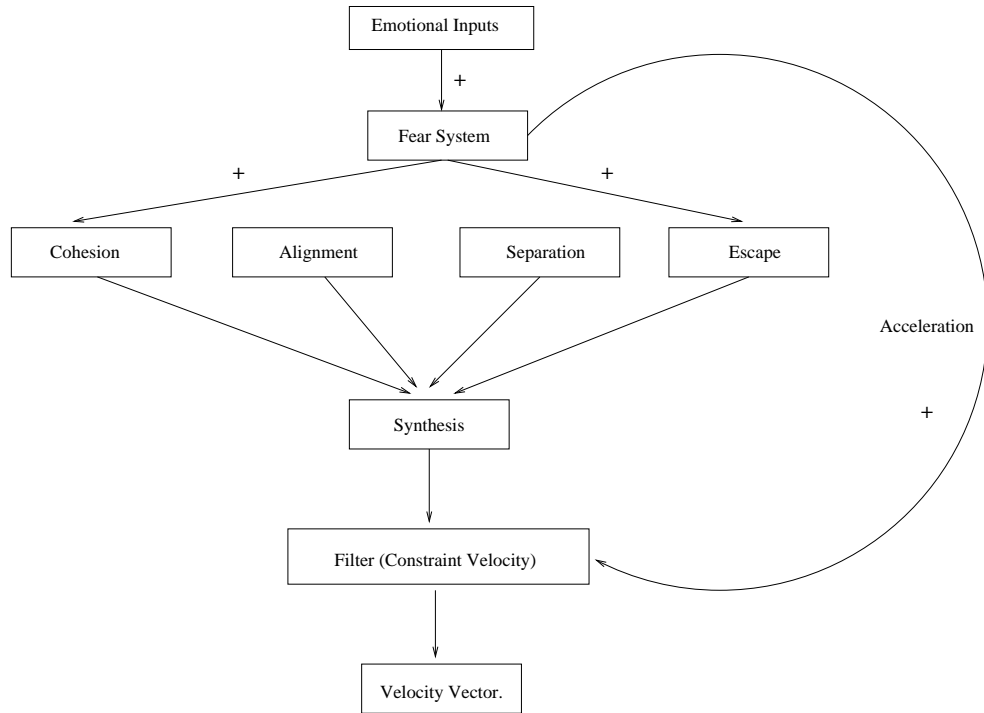 Emotional Inputs
+
Fear System
+
+
Cohesion
Alignment
Separation
Escape
Acceleration
+
Synthesis
Filter (Constraint Velocity)
Velocity Vector.